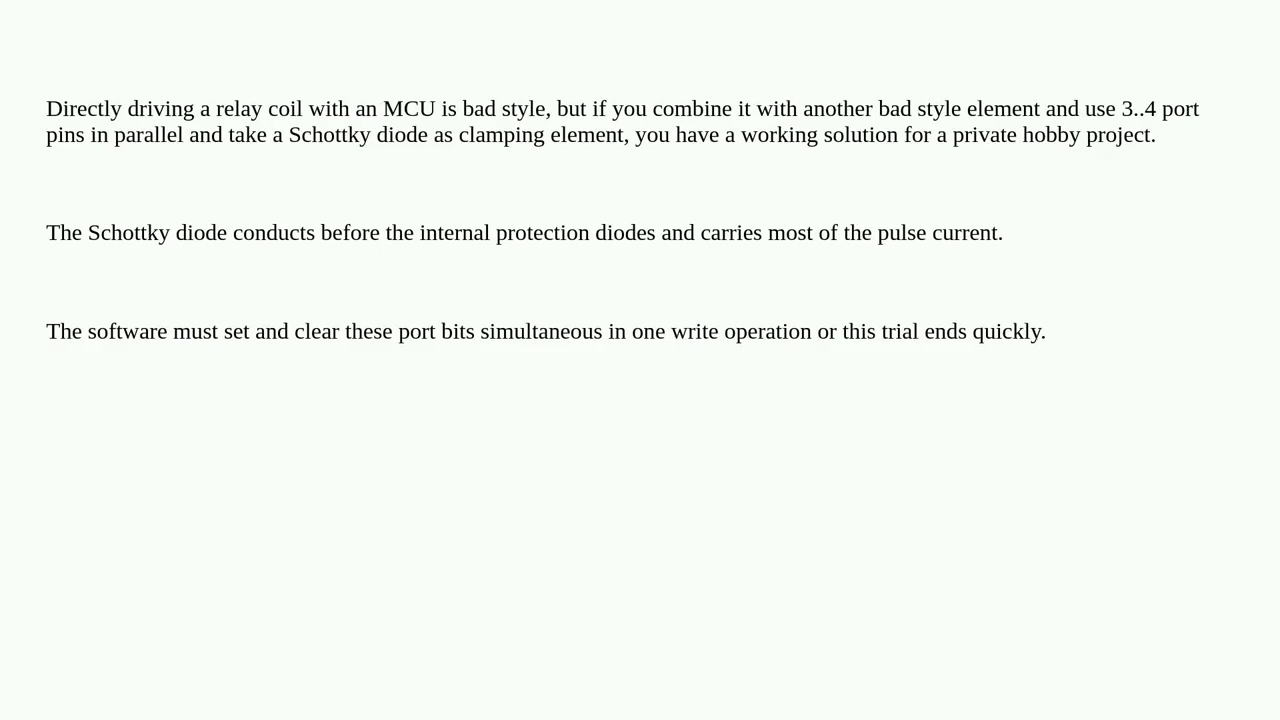 Directly driving a relay coil with an MCU is bad style, but if you combine it with another bad style element and use 3..4 port
pins in parallel and take a Schottky diode as clamping element, you have a working solution for a private hobby project.
The Schottky diode conducts before the internal protection diodes and carries most of the pulse current.
The software must set and clear these port bits simultaneous in one write operation or this trial ends quickly.